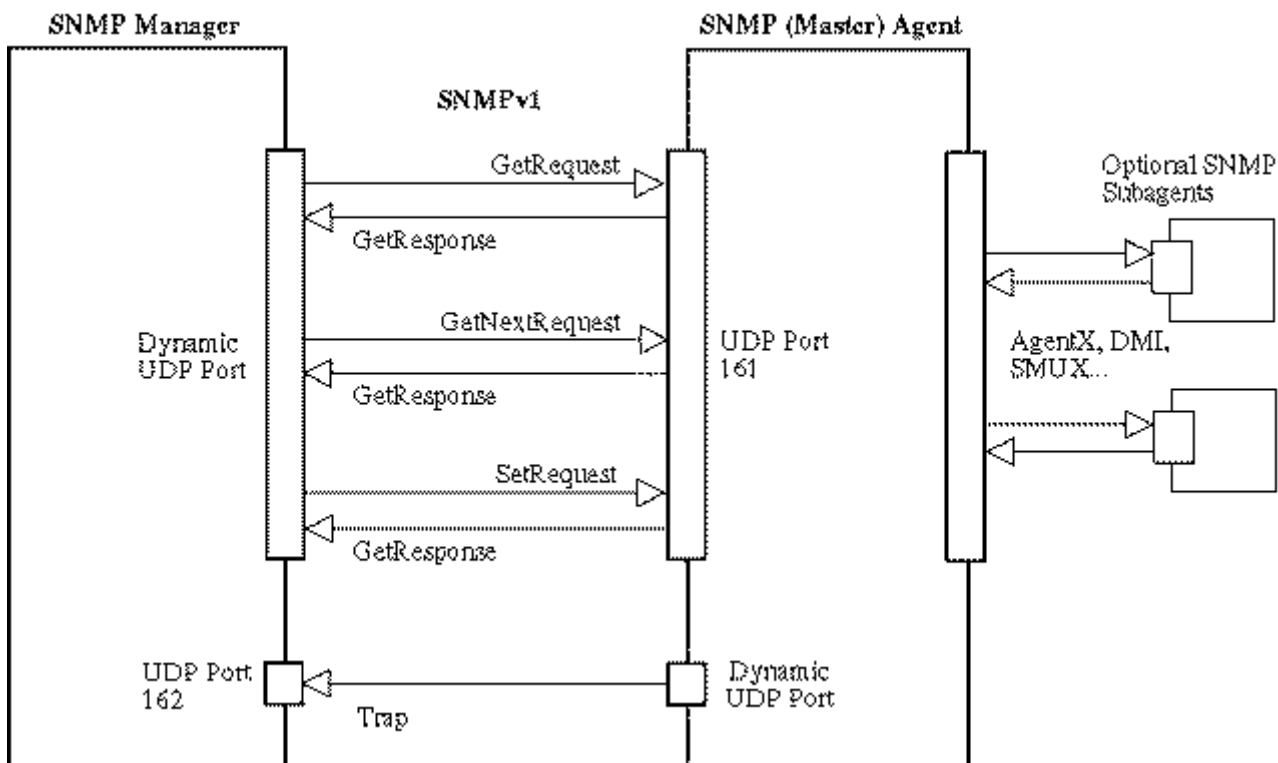 SNMP Manager
SNMP (Master) Agent
SNMPv1
GetRequest
Optional SNMP
Subagents
GetResponse
GetNextRequest
Dynamic
UDP Port
UDP Port
161
AgentX, DMI,
SMUX...
GetResponse
SetRequest
GetResponse
UDP Port
162
Dynamic
UDP Port
Trap